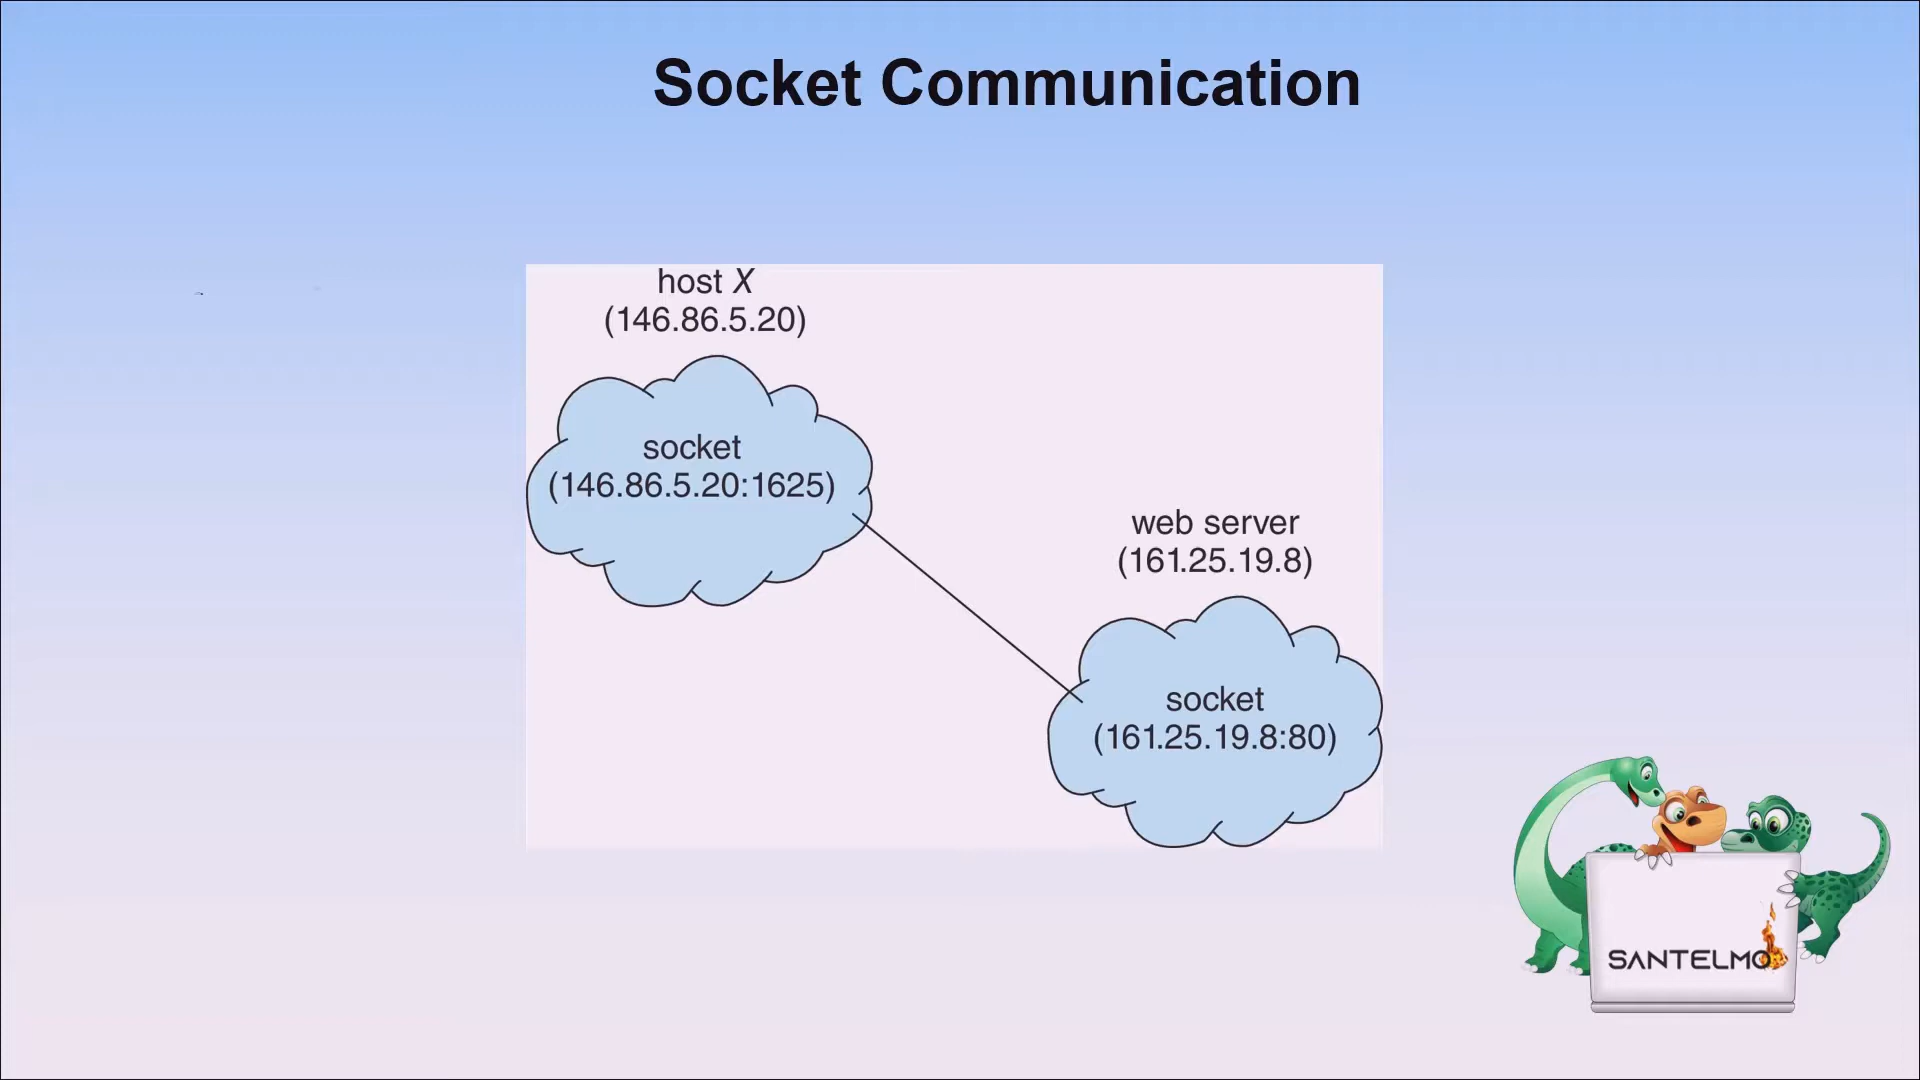 Socket Communication
host X
(146.86.5.20)
socket
(146.86.5.20:1625)
web server
(161.25.19.8)
socket
(161.25.19.8:80)
SANTELMO